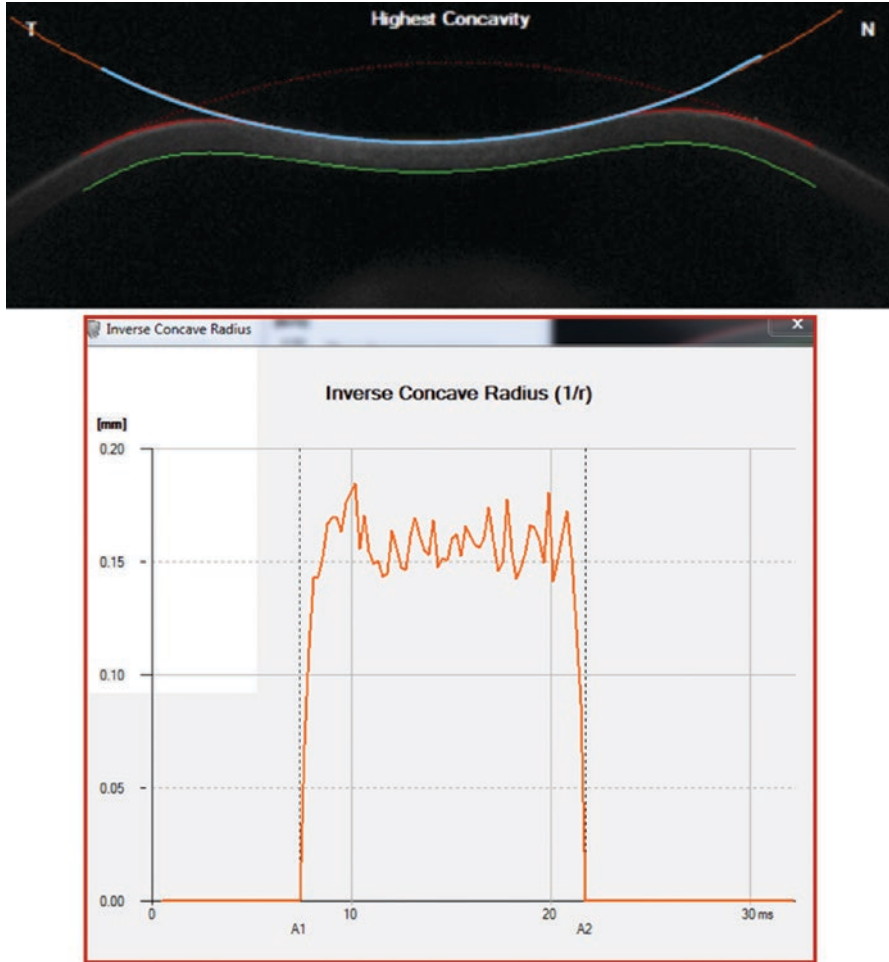 Highest Concavity
T
N
Inverse Concave Radius
x
Inverse Concave Radius (1/r)
[mm]
0.20
0.15
0.10
0.05
0.00
0
10
20
30 ms
A1
A2